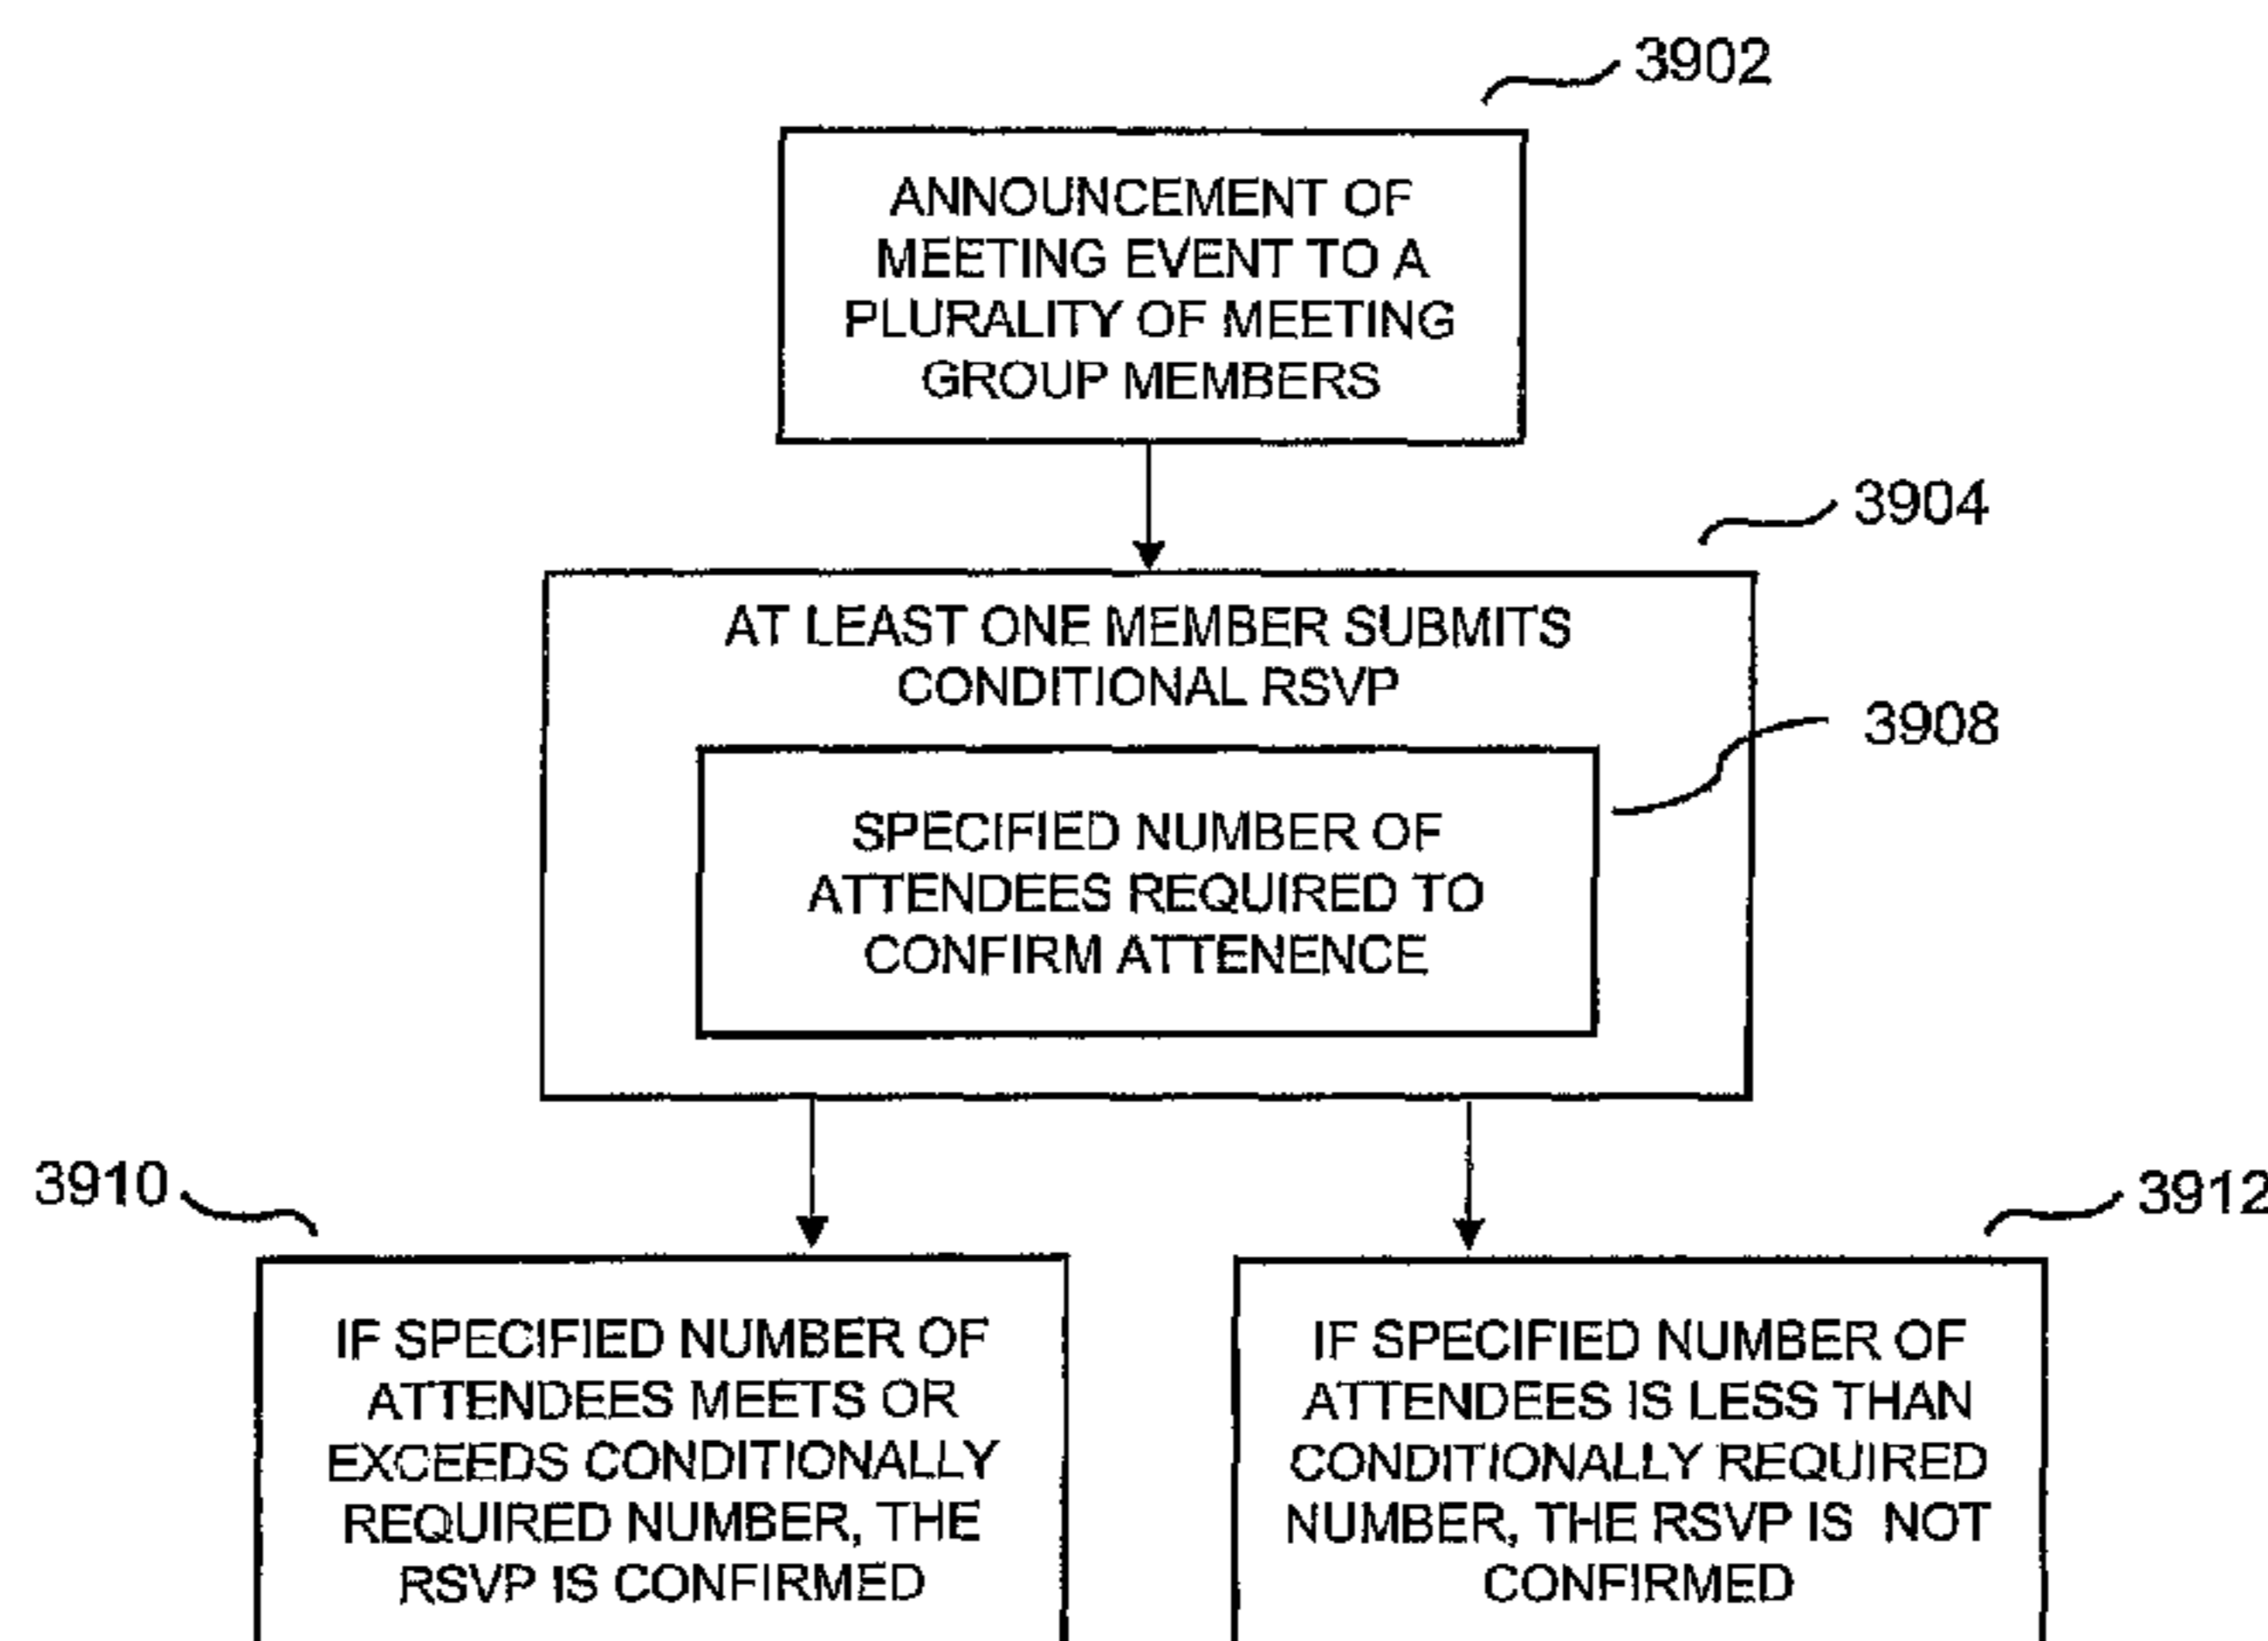 3902
ANNOUNCEMENT OF
MEETING EVENT TO A
PLURALITY OF MEETING
GROUP MEMBERS
3904
AT LEAST ONE MEMBER SUBMITS
CONDITIONAL RSVP
3908
SPECIFIED NUMBER OF
ATTENDEES REQUIRED TO
CONFIRM ATTENENCE
3910
IF SPECIFIED NUMBER OF
ATTENDEES MEETS OR
EXCEEDS CONDITIONALLY
REQUIRED NUMBER, THE
RSVP IS CONFIRMED
3912
IF SPECIFIED NUMBER OF
ATTENDEES IS LESS THAN
CONDITIONALLY REQUIRED
NUMBER, THE RSVP IS NOT
CONFIRMED